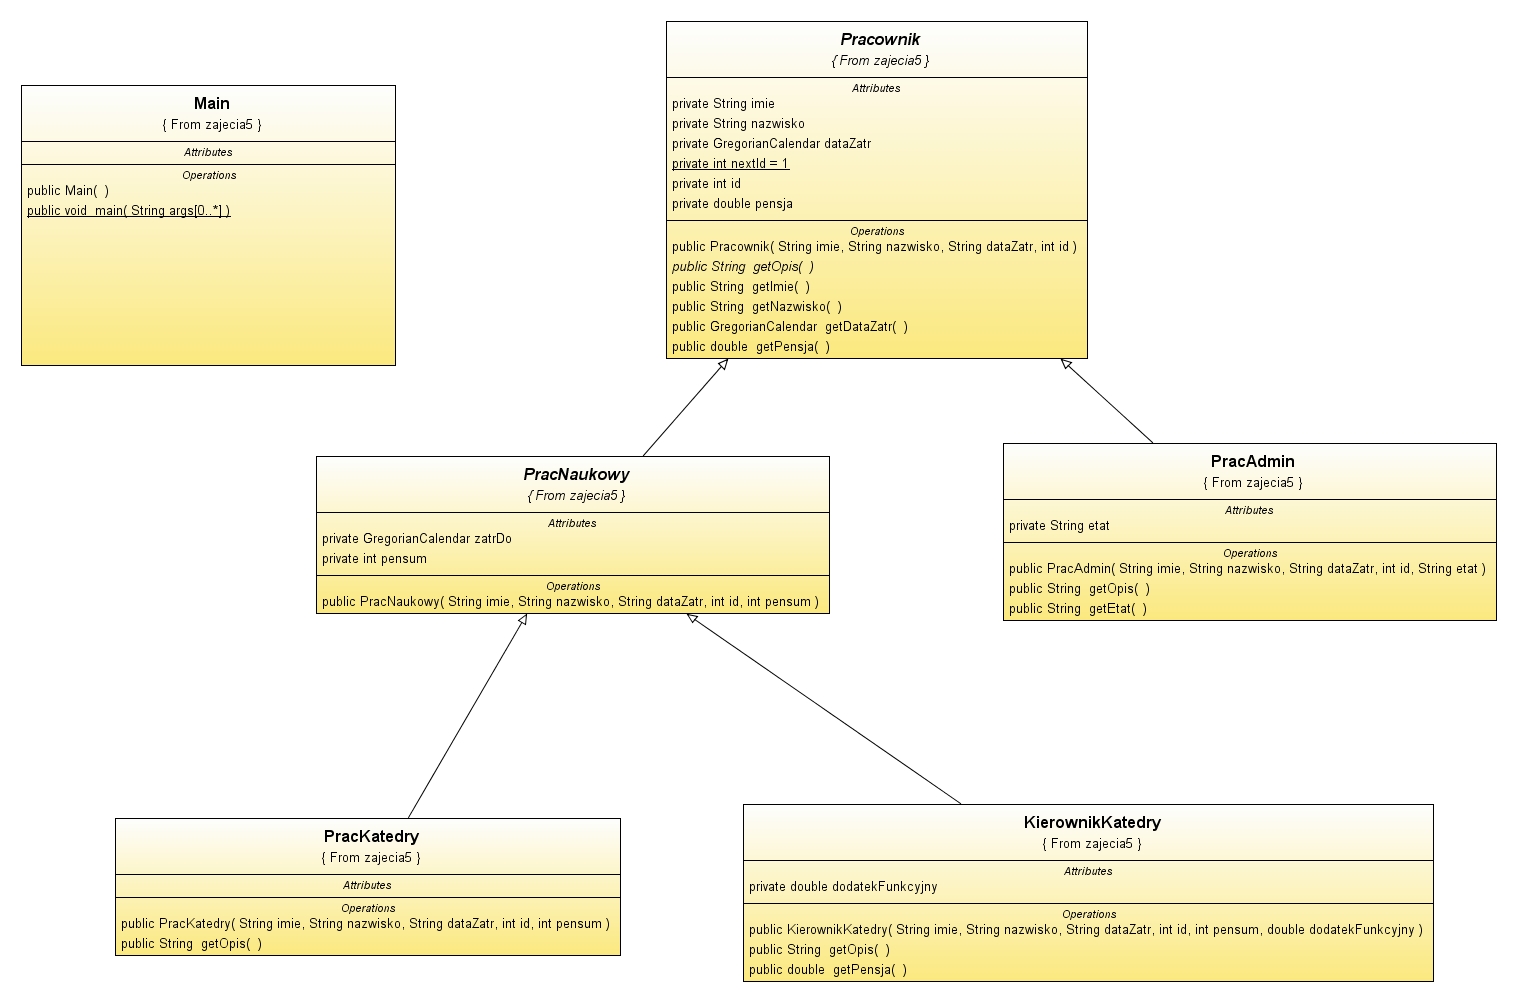 Pracownik
{ From zajecia5 }
Attributes
private String imie
private String nazwisko
private GregorianCalendar dataZatr
private int nextId = 1
private int id
private double pensja
Operations
public Pracownik( String imie, String nazwisko, String dataZatr, int id )
public String getOpis( )
public String getImie( )
public String getNazwisko( )
public GregorianCalendar getDataZatr( )
public double getPensja( )
Main
{ From zajecia5 }
Attributes
Operations
public Main( )
public void main( String args[0..*] )
PracNaukowy
{ From zajecia5 }
Attributes
private GregorianCalendar zatrDo
private int pensum
Operations
public PracNaukowy( String imie, String nazwisko, String dataZatr, int id, int pensum )
PracAdmin
{ From zajecia5 }
Attributes
private String etat
Operations
public PracAdmin( String imie, String nazwisko, String dataZatr, int id, String etat )
public String getOpis( )
public String getEtat( )
PracKatedry
{ From zajecia5 }
Attributes
Operations
public PracKatedry( String imie, String nazwisko, String dataZatr, int id, int pensum )
public String getOpis( )
KierownikKatedry
{ From zajecia5 }
Attributes
private double dodatekFunkcyjny
Operations
public KierownikKatedry( String imie, String nazwisko, String dataZatr, int id, int pensum, double dodatekFunkcyjny )
public String getOpis( )
public double getPensja( )